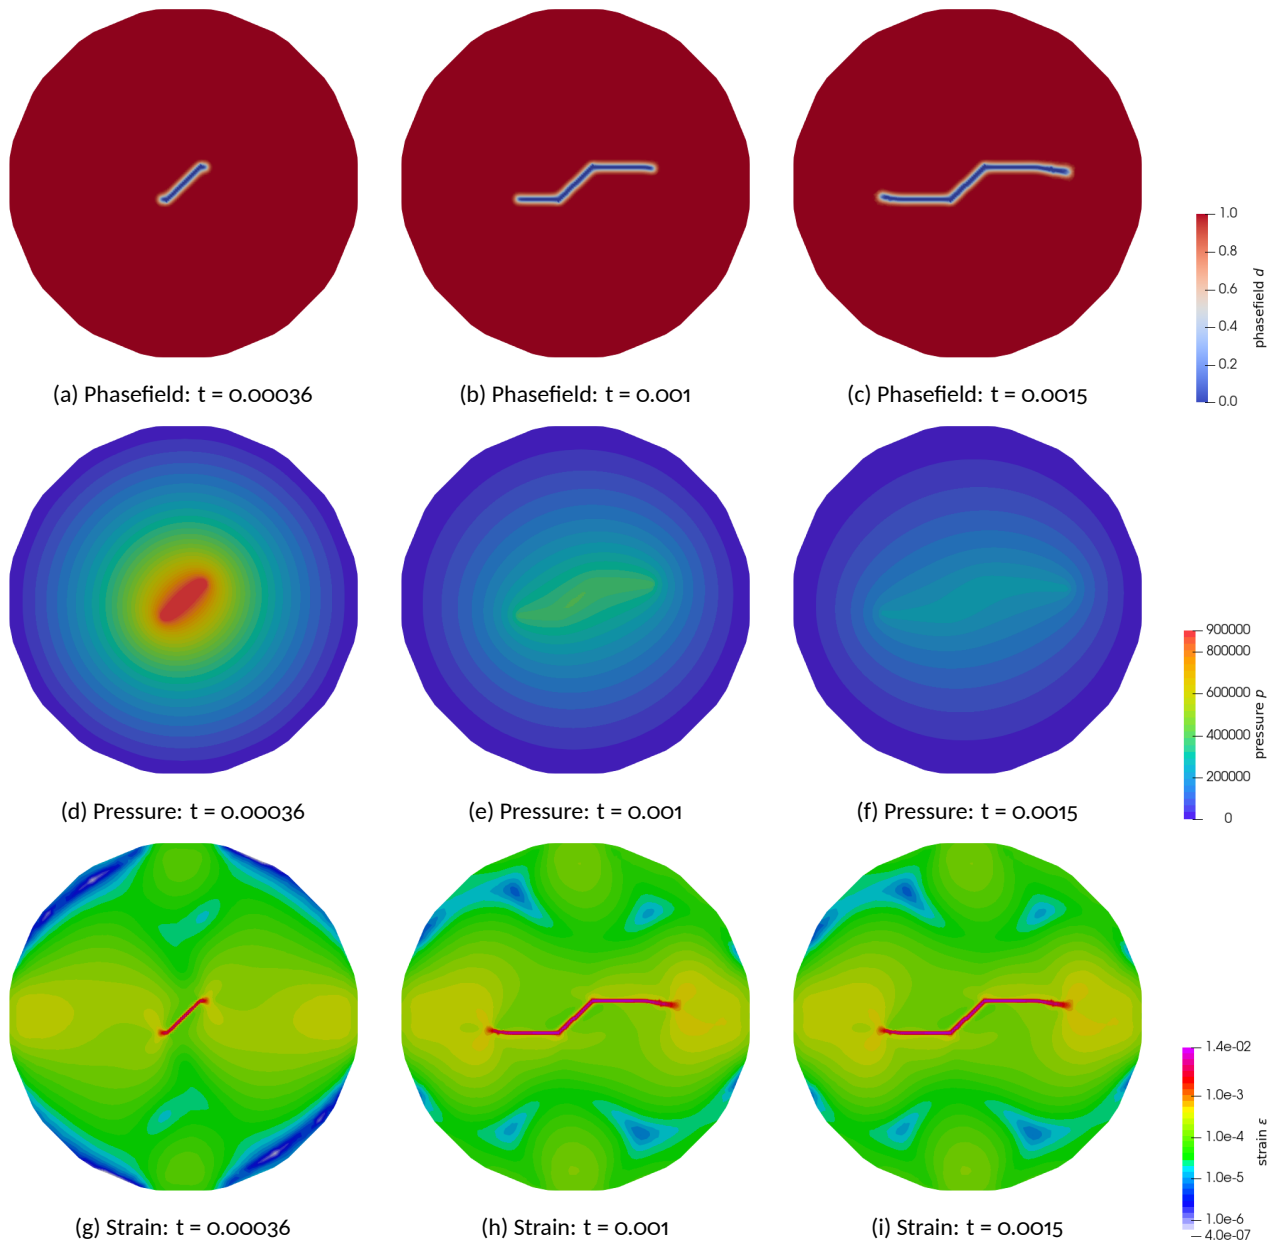 1.0
0.8
0.6
0.4
0.2
0.0
phasefield d
(a) Phasefield: t = 0.00036
(b) Phasefield: t = 0.001
(c) Phasefield: t = 0.0015
900000
800000
600000
400000
200000
0
pressure p
(d) Pressure: t = 0.00036
(e) Pressure: t = 0.001
(f) Pressure: t = 0.0015
1.4e-02
1.0e-3
1.0e-4
1.0e-5
1.0e-6
4.0e-07
strain ε
(g) Strain: t = 0.00036
(h) Strain: t = 0.001
(i) Strain: t = 0.0015